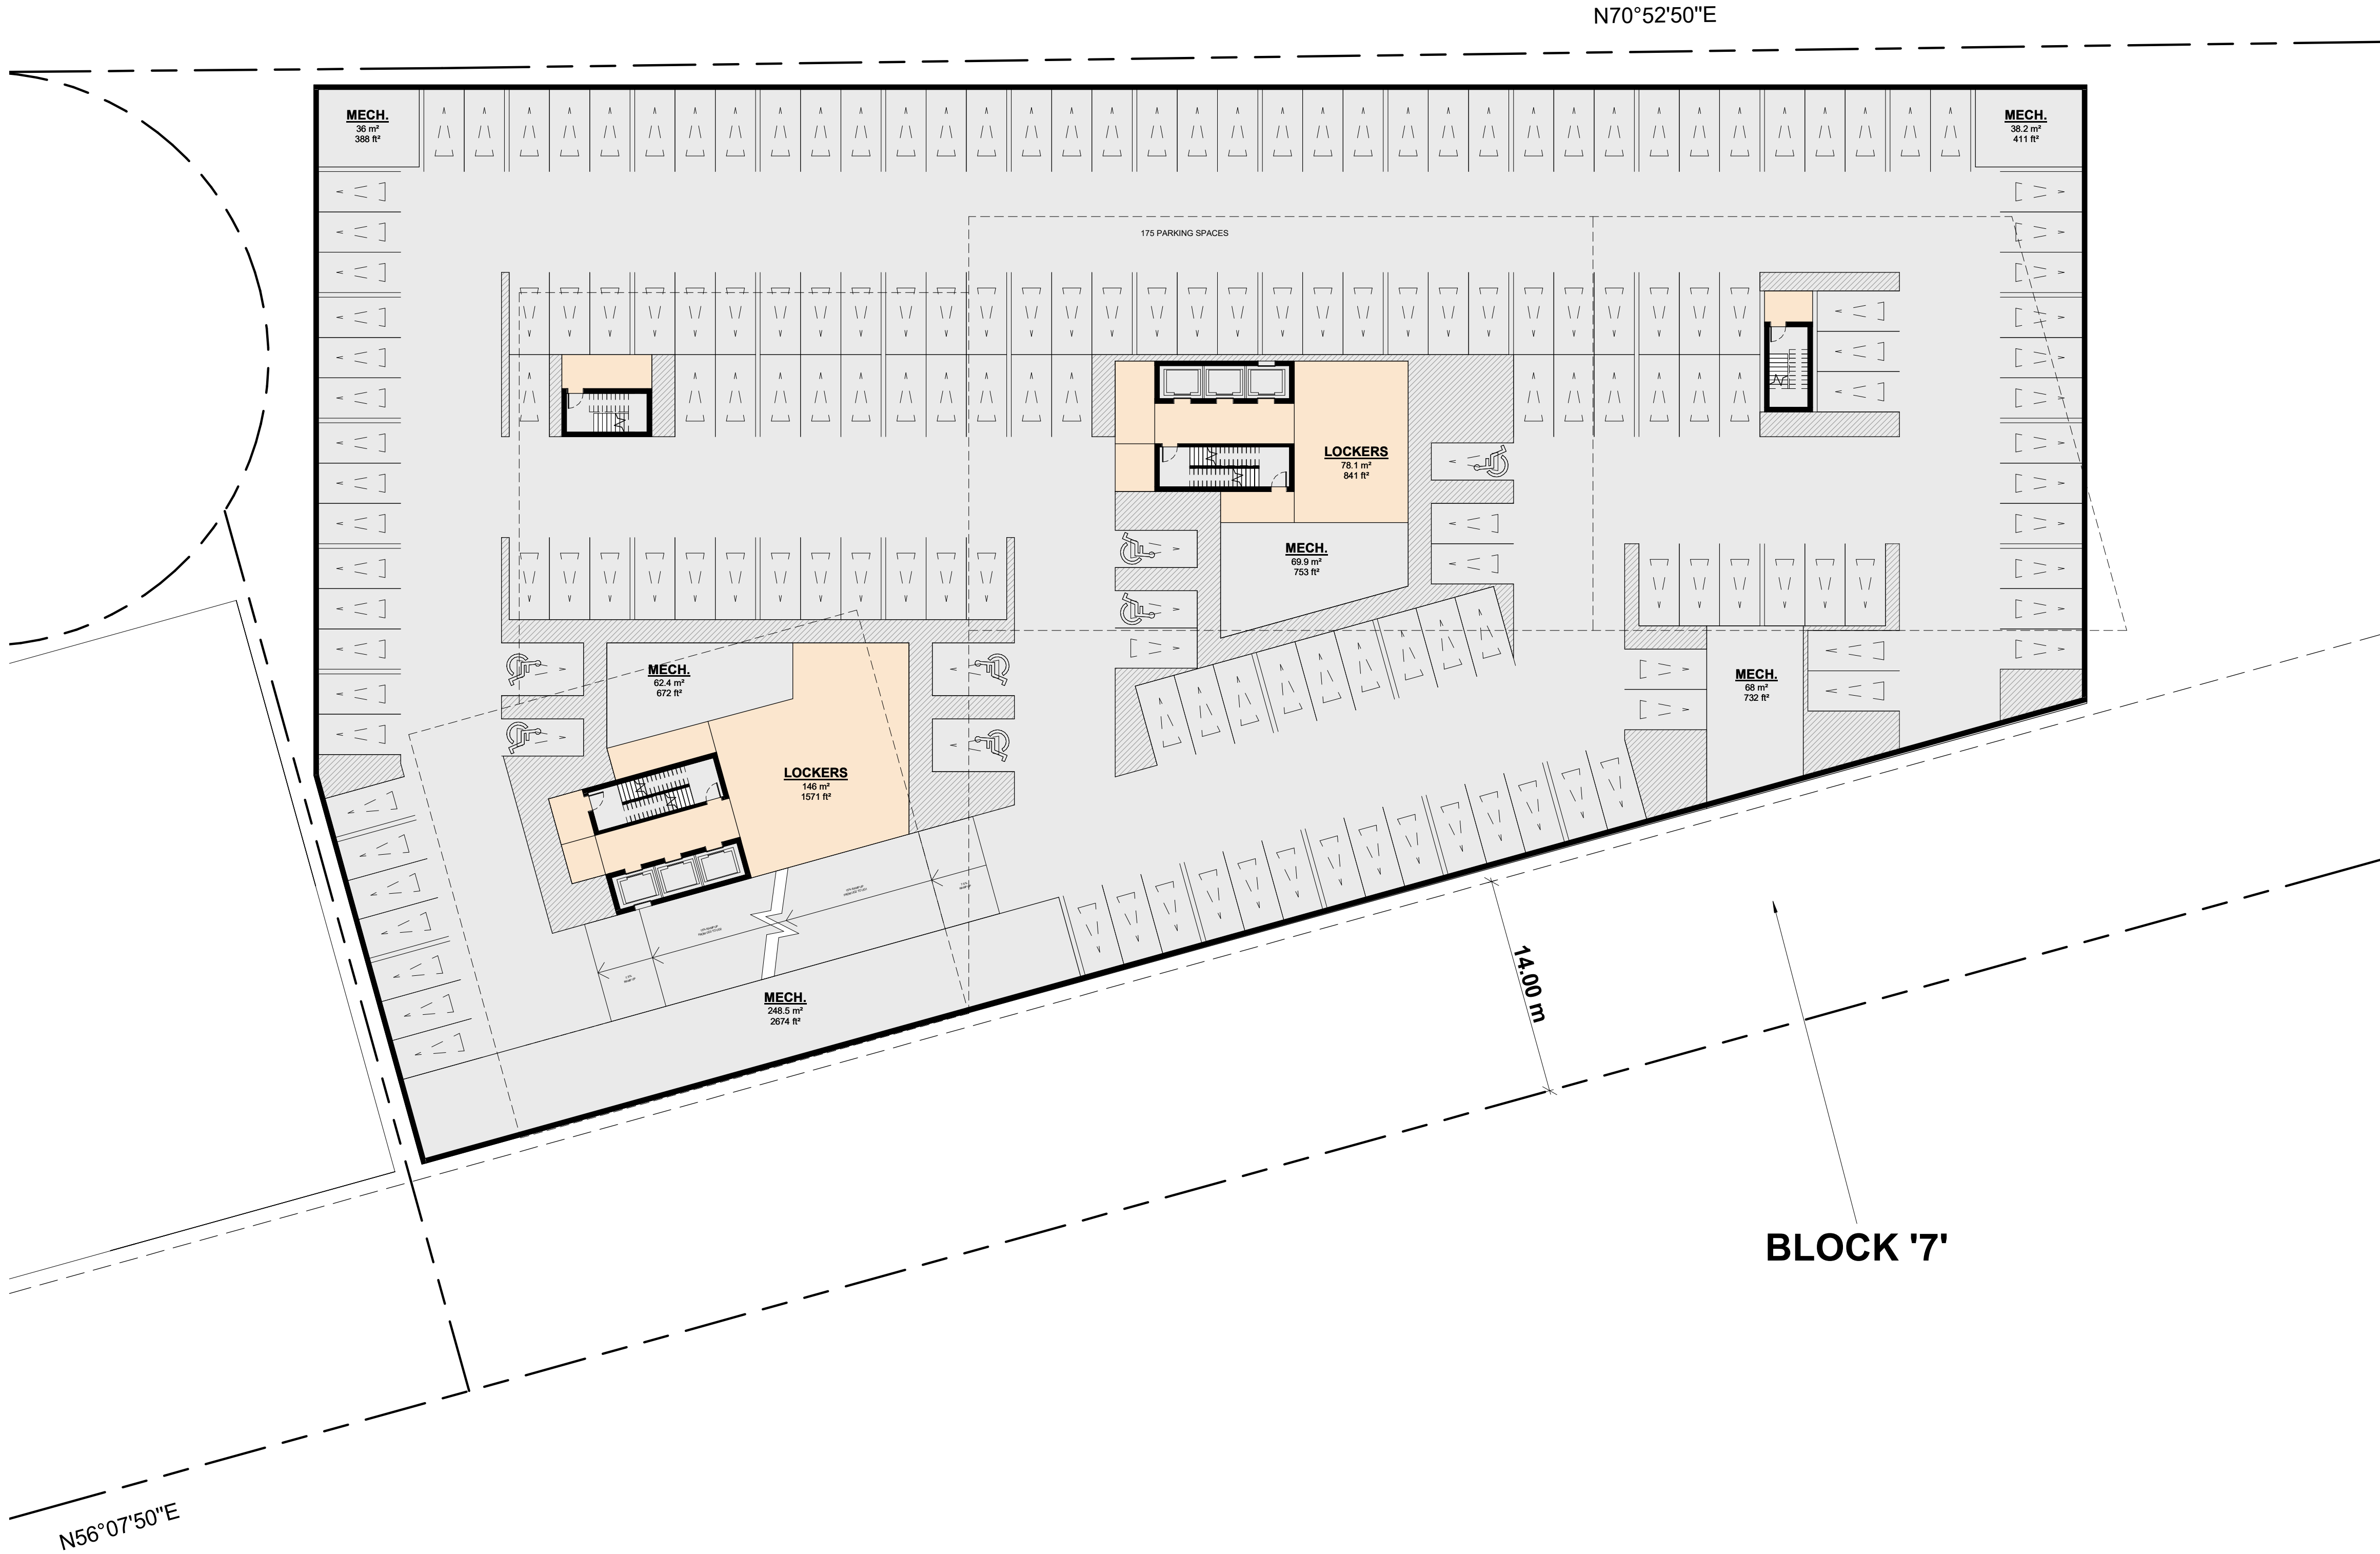 N70°52'50"E
MECH.
36 m²
388 ft²
MECH.
38.2 m²
411 ft²
175 PARKING SPACES
LOCKERS
78.1 m²
841 ft²
MECH.
69.9 m²
753 ft²
MECH.
62.4 m²
672 ft²
MECH.
68 m²
732 ft²
LOCKERS
146 m²
1571 ft²
MECH.
248.5 m²
2674 ft²
14.00 m
BLOCK '7'
N56°07'50"E